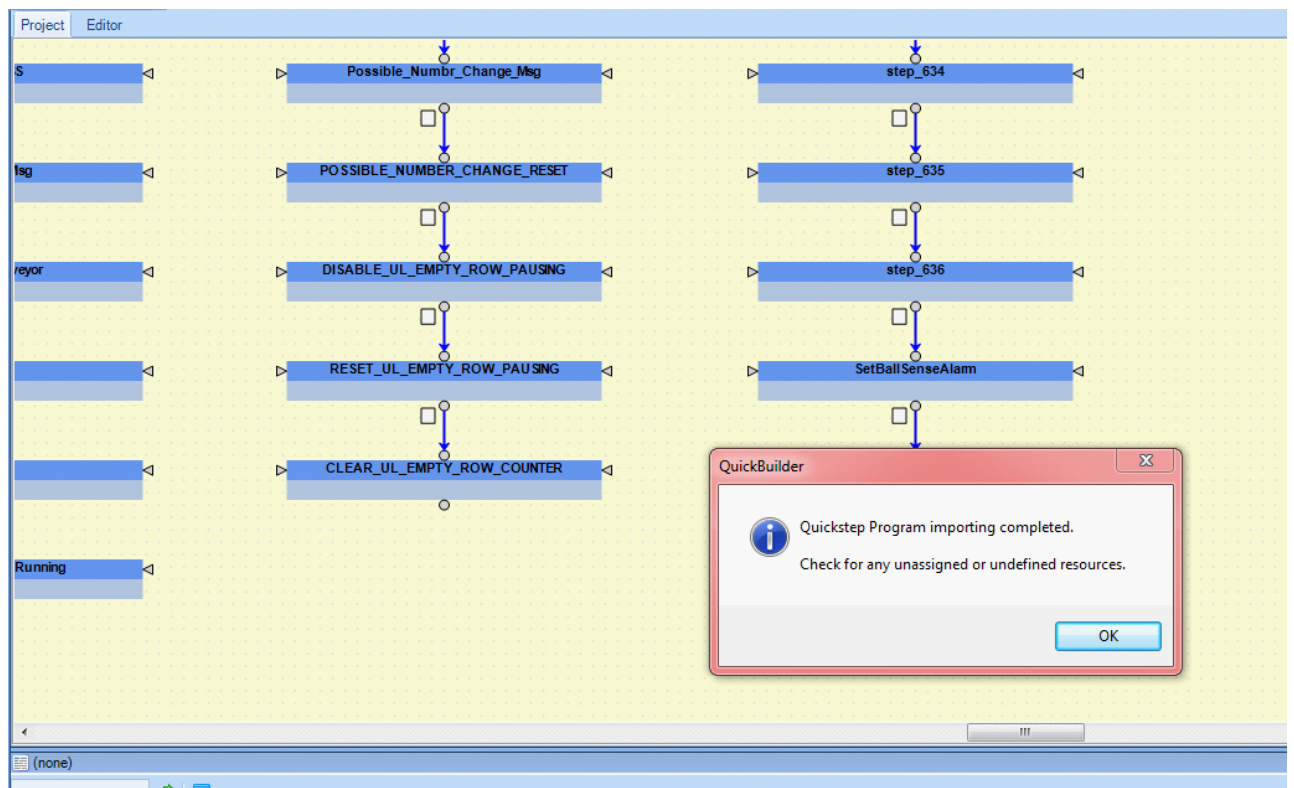 Project Editor
S Possible_Numbr_Change_Msg step_634
Msg POSSIBLE_NUMBER_CHANGE_RESET step_635
veyor DISABLE_UL_EMPTY_ROW_PAUSING step_636
RESET_UL_EMPTY_ROW_PAUSING SetBallSenseAlarm
CLEAR_UL_EMPTY_ROW_COUNTER
Running
QuickBuilder
Quickstep Program importing completed.
Check for any unassigned or undefined resources.
OK
(none)